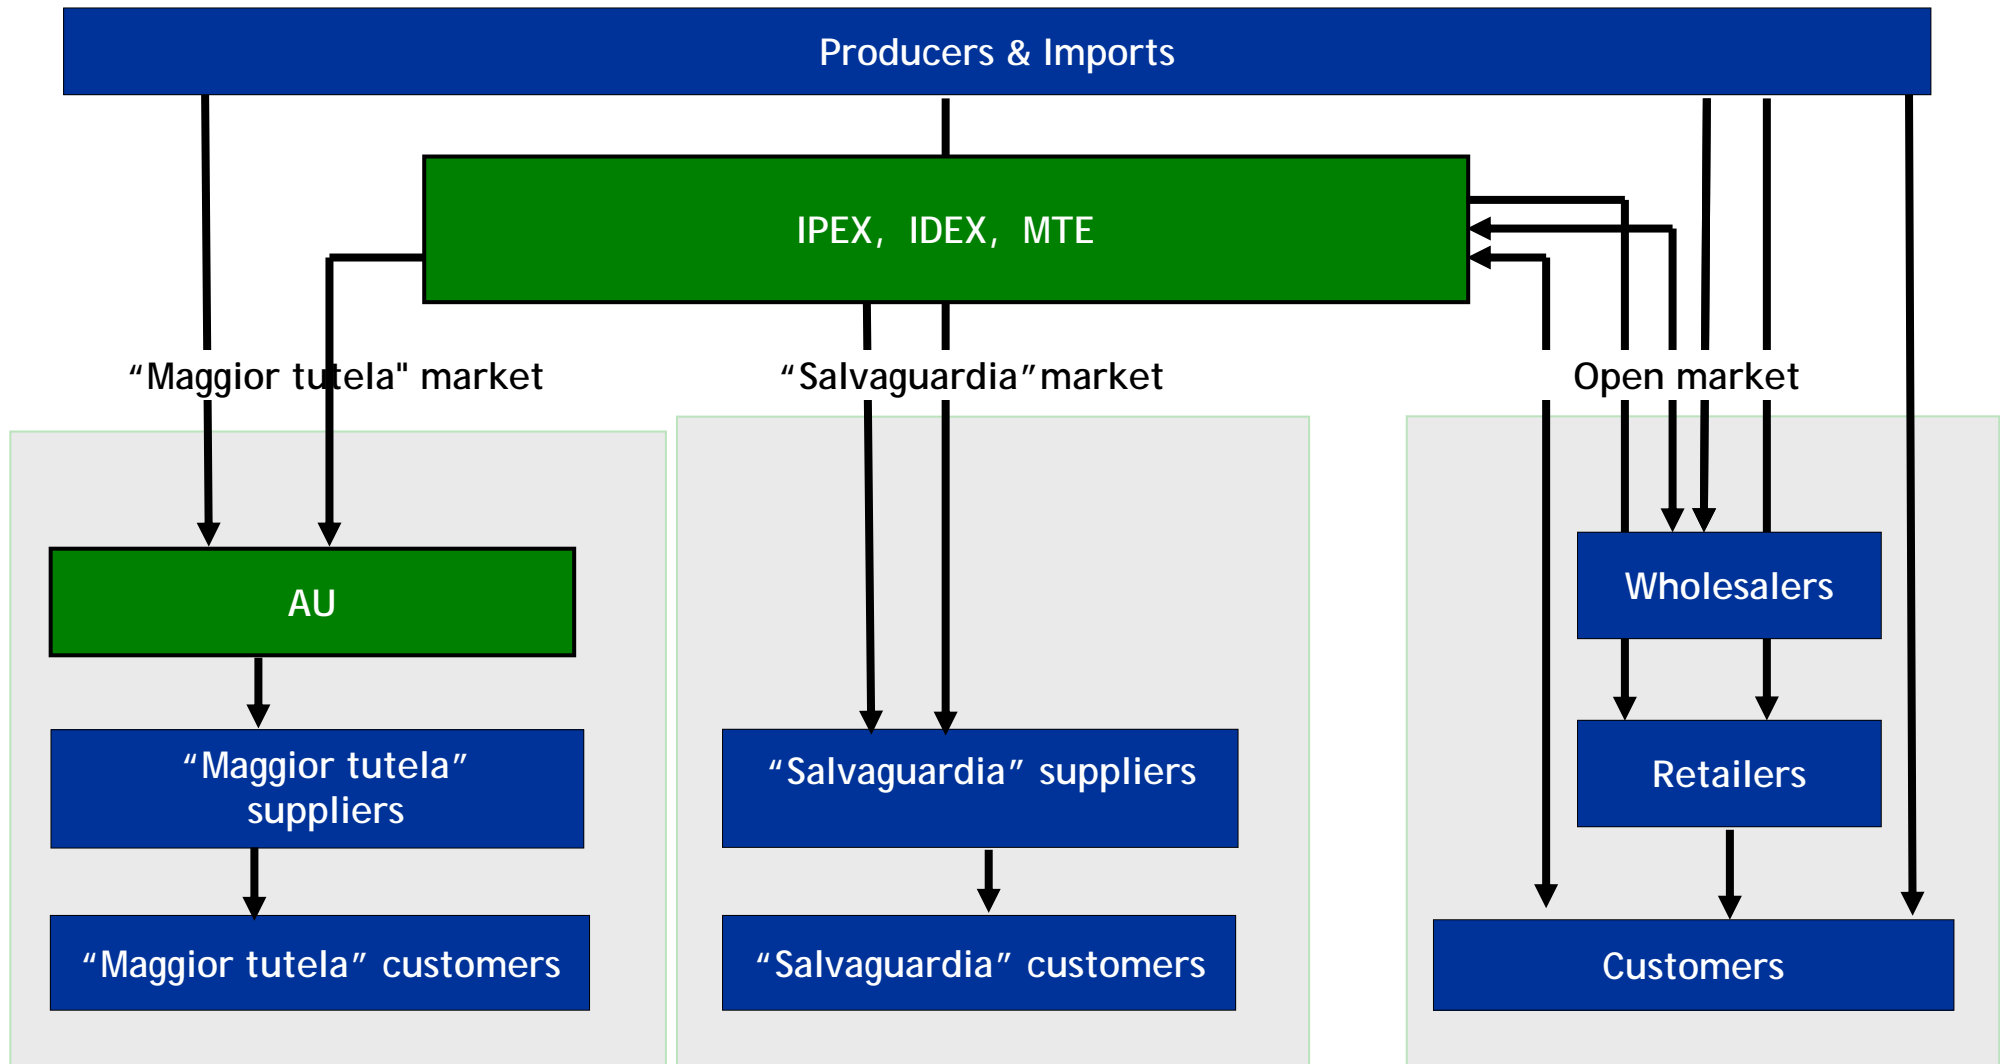 Producers & Imports
IPEX, IDEX, MTE
“Maggior tutela" market
“Salvaguardia” market
Open market
AU
Wholesalers
“Maggior tutela”
suppliers
“Salvaguardia” suppliers
Retailers
“Maggior tutela” customers
“Salvaguardia” customers
Customers